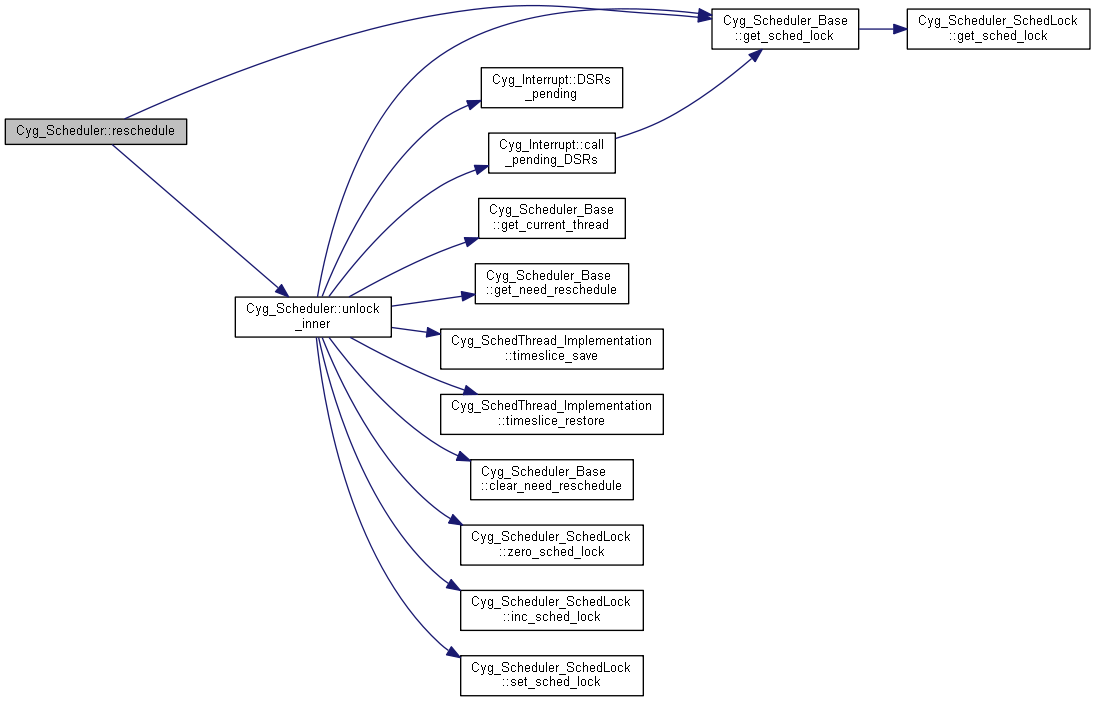 Cyg_Scheduler_Base
::get_sched_lock
Cyg_Scheduler_SchedLock
::get_sched_lock
Cyg_Interrupt::DSRs
_pending
Cyg_Scheduler::reschedule
Cyg_Interrupt::call
_pending_DSRs
Cyg_Scheduler_Base
::get_current_thread
Cyg_Scheduler_Base
::get_need_reschedule
Cyg_Scheduler::unlock
_inner
Cyg_SchedThread_Implementation
::timeslice_save
Cyg_SchedThread_Implementation
::timeslice_restore
Cyg_Scheduler_Base
::clear_need_reschedule
Cyg_Scheduler_SchedLock
::zero_sched_lock
Cyg_Scheduler_SchedLock
::inc_sched_lock
Cyg_Scheduler_SchedLock
::set_sched_lock